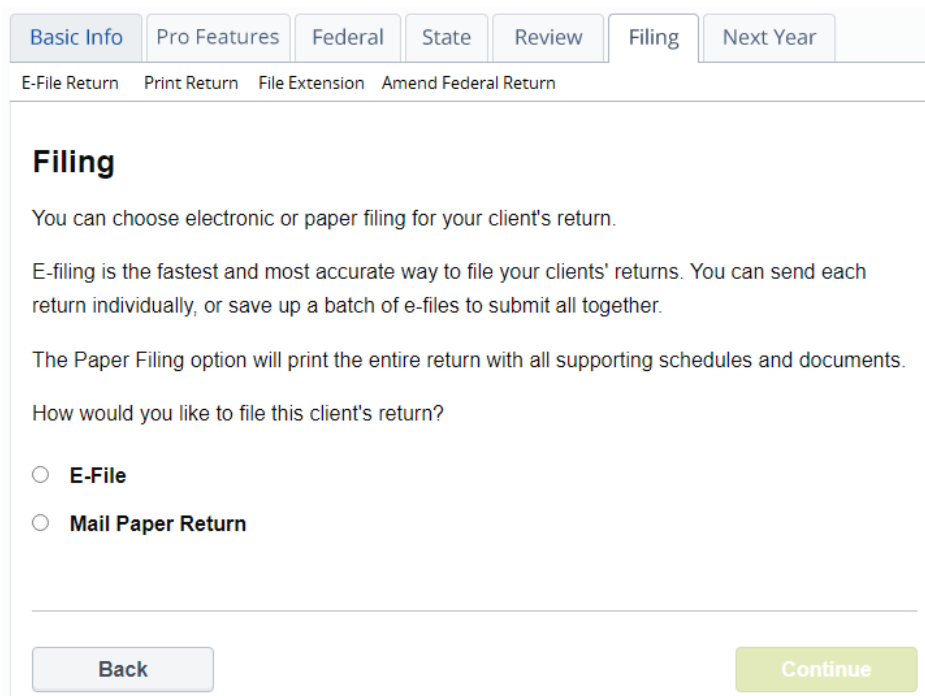 Basic Info Pro Features Federal State Review Filing Next Year
E-File Return Print Return File Extension Amend Federal Return
Filing
You can choose electronic or paper filing for your client's return.
E-filing is the fastest and most accurate way to file your clients' returns. You can send each
return individually, or save up a batch of e-files to submit all together.
The Paper Filing option will print the entire return with all supporting schedules and documents.
How would you like to file this client's return?
E-File
Mail Paper Return
Back Continue